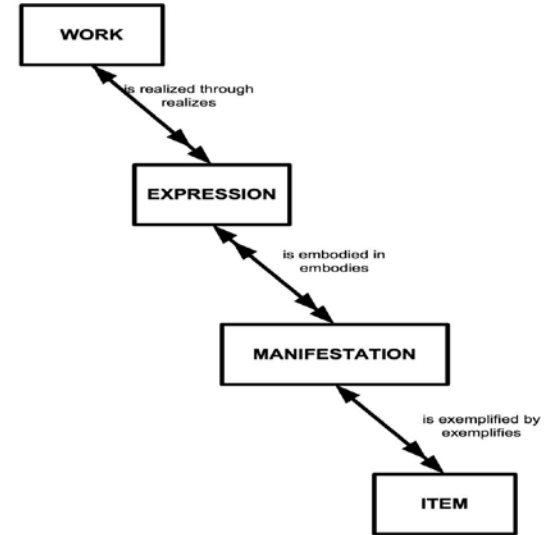 WORK
is realized through
realizes
EXPRESSION
is embodied in
embodies
MANIFESTATION
is exemplified by
exemplifies
ITEM